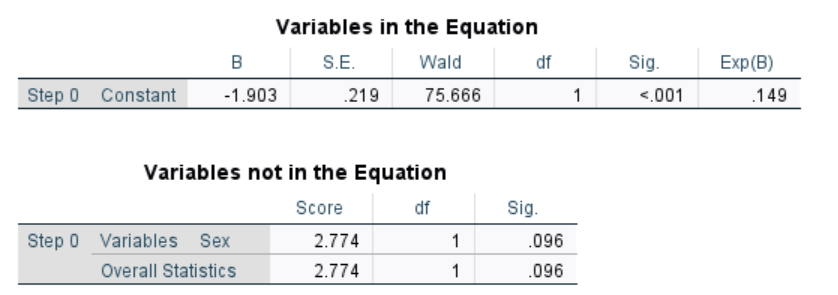 Variables in the Equation
B S.E. Wald df Sig. Exp(B)
Step 0 Constant -1.903 .219 75.666 1 <.001 .149
Variables not in the Equation
Score df Sig.
Step 0 Variables Sex 2.774 1 .096
Overall Statistics 2.774 1 .096